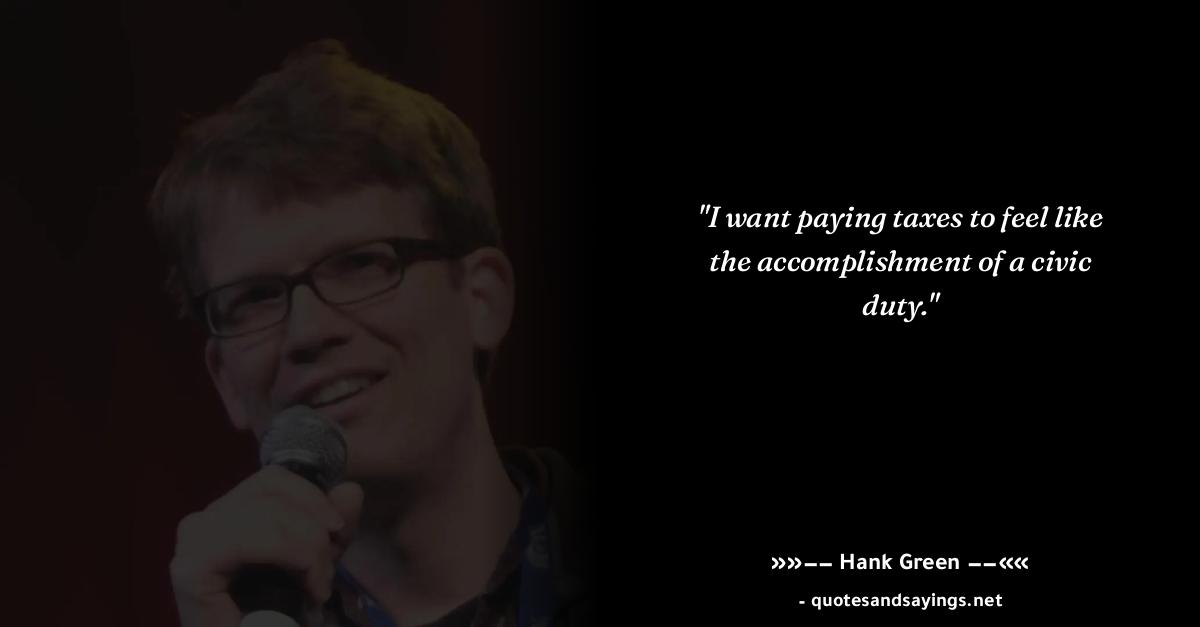 "I want paying taxes to feel like
the accomplishment of a civic
duty."
»»–– Hank Green ––««
- quotesandsayings.net